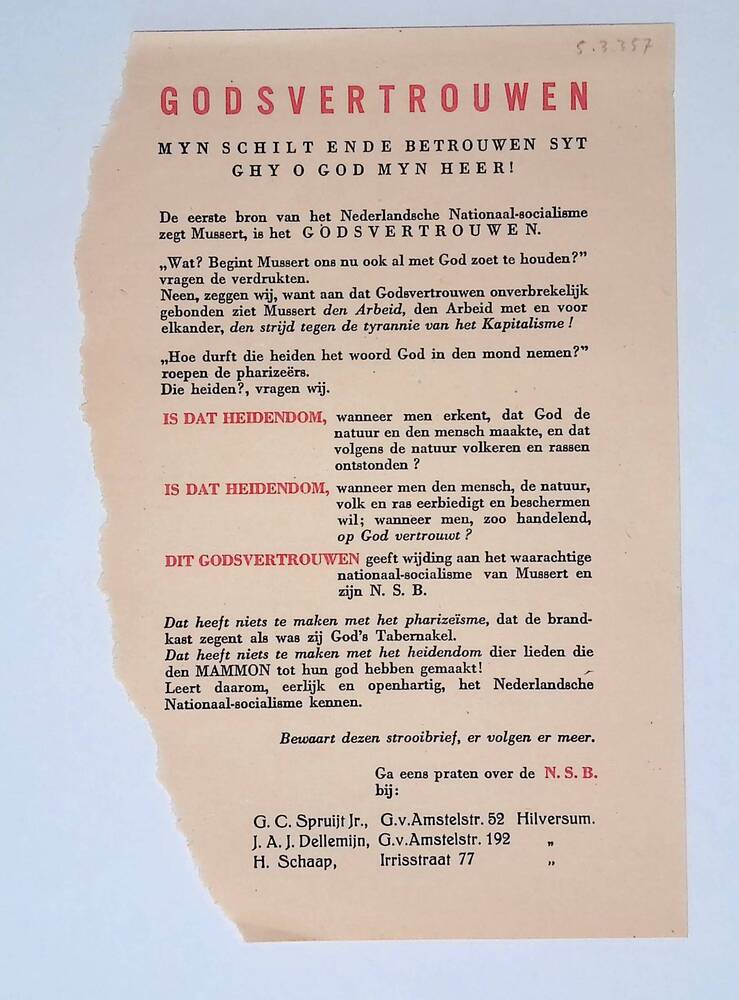 5.3.357
GODSVERTROUWEN
MYN SCHILT ENDE BETROUWEN SYT
GHY O GOD MYN HEER!
De eerste bron van het Nederlandsche Nationaal-socialisme
zegt Mussert, is het GODSVERTROUWEN.
„Wat? Begint Mussert ons nu ook al met God zoet te houden?”
vragen de verdrukten.
Neen, zeggen wij, want aan dat Godsvertrouwen onverbrekelijk
gebonden ziet Mussert den Arbeid, den Arbeid met en voor
elkander, den strijd tegen de tyrannie van het Kapitalisme!
„Hoe durft die heiden het woord God in den mond nemen?”
roepen de pharizeërs.
Die heiden?, vragen wij.
IS DAT HEIDENDOM, wanneer men erkent, dat God de
natuur en den mensch maakte, en dat
volgens de natuur volkeren en rassen
ontstonden?
IS DAT HEIDENDOM, wanneer men den mensch, de natuur,
volk en ras eerbiedigt en beschermen
wil; wanneer men, zoo handelend,
op God vertrouwt?
DIT GODSVERTROUWEN geeft wijding aan het waarachtige
nationaal-socialisme van Mussert en
zijn N. S. B.
Dat heeft niets te maken met het pharizeïsme, dat de brand-
kast zegent als was zij God's Tabernakel.
Dat heeft niets te maken met het heidendom dier lieden die
den MAMMON tot hun god hebben gemaakt!
Leert daarom, eerlijk en openhartig, het Nederlandsche
Nationaal-socialisme kennen.
Bewaart dezen strooibrief, er volgen er meer.
Ga eens praten over de N. S. B.
bij:
G. C. Spruijt Jr., G.v.Amstelstr. 52 Hilversum.
J. A. J. Dellemijn, G.v.Amstelstr. 192 „
H. Schaap, Irrisstraat 77 „